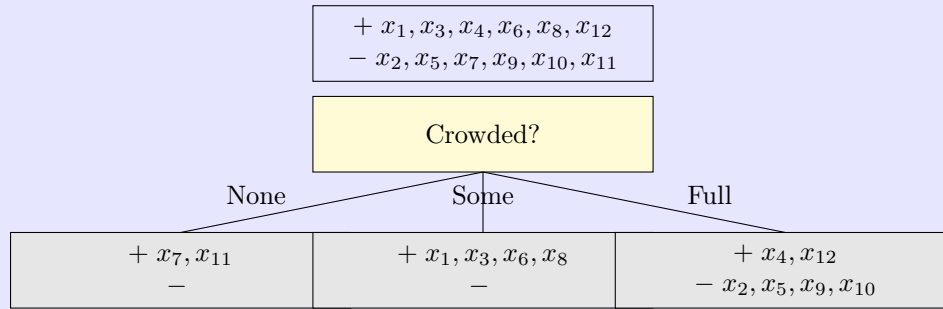 + x₁, x₃, x₄, x₆, x₈, x₁₂
− x₂, x₅, x₇, x₉, x₁₀, x₁₁
Crowded?
None Some Full
+ x₇, x₁₁
−
+ x₁, x₃, x₆, x₈
−
+ x₄, x₁₂
− x₂, x₅, x₉, x₁₀